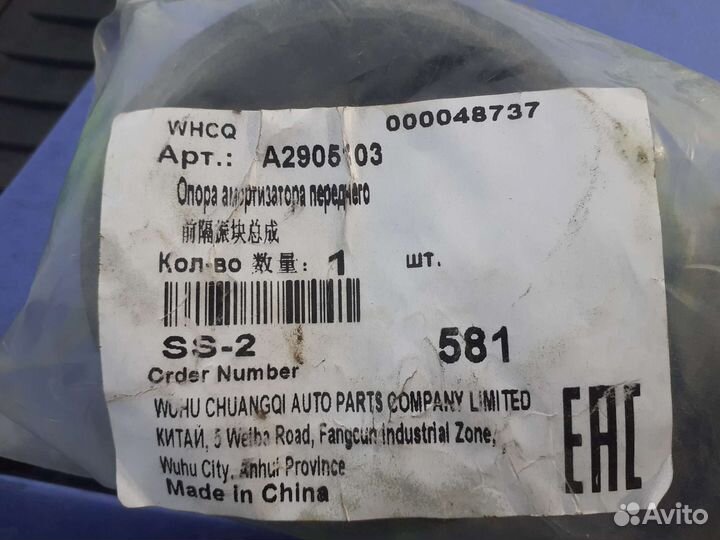 WHCQ 000048737
Арт.: A2905103
Опора амортизатора переднего
前隔振块总成
Кол-во 数量: 1 шт.
SS-2 581
Order Number
WUHU CHUANGQI AUTO PARTS COMPANY LIMITED
КИТАЙ, 5 Weibo Road, Fangcun Industrial Zone,
Wuhu City, Anhui Province
Made in China
EAC
Avito